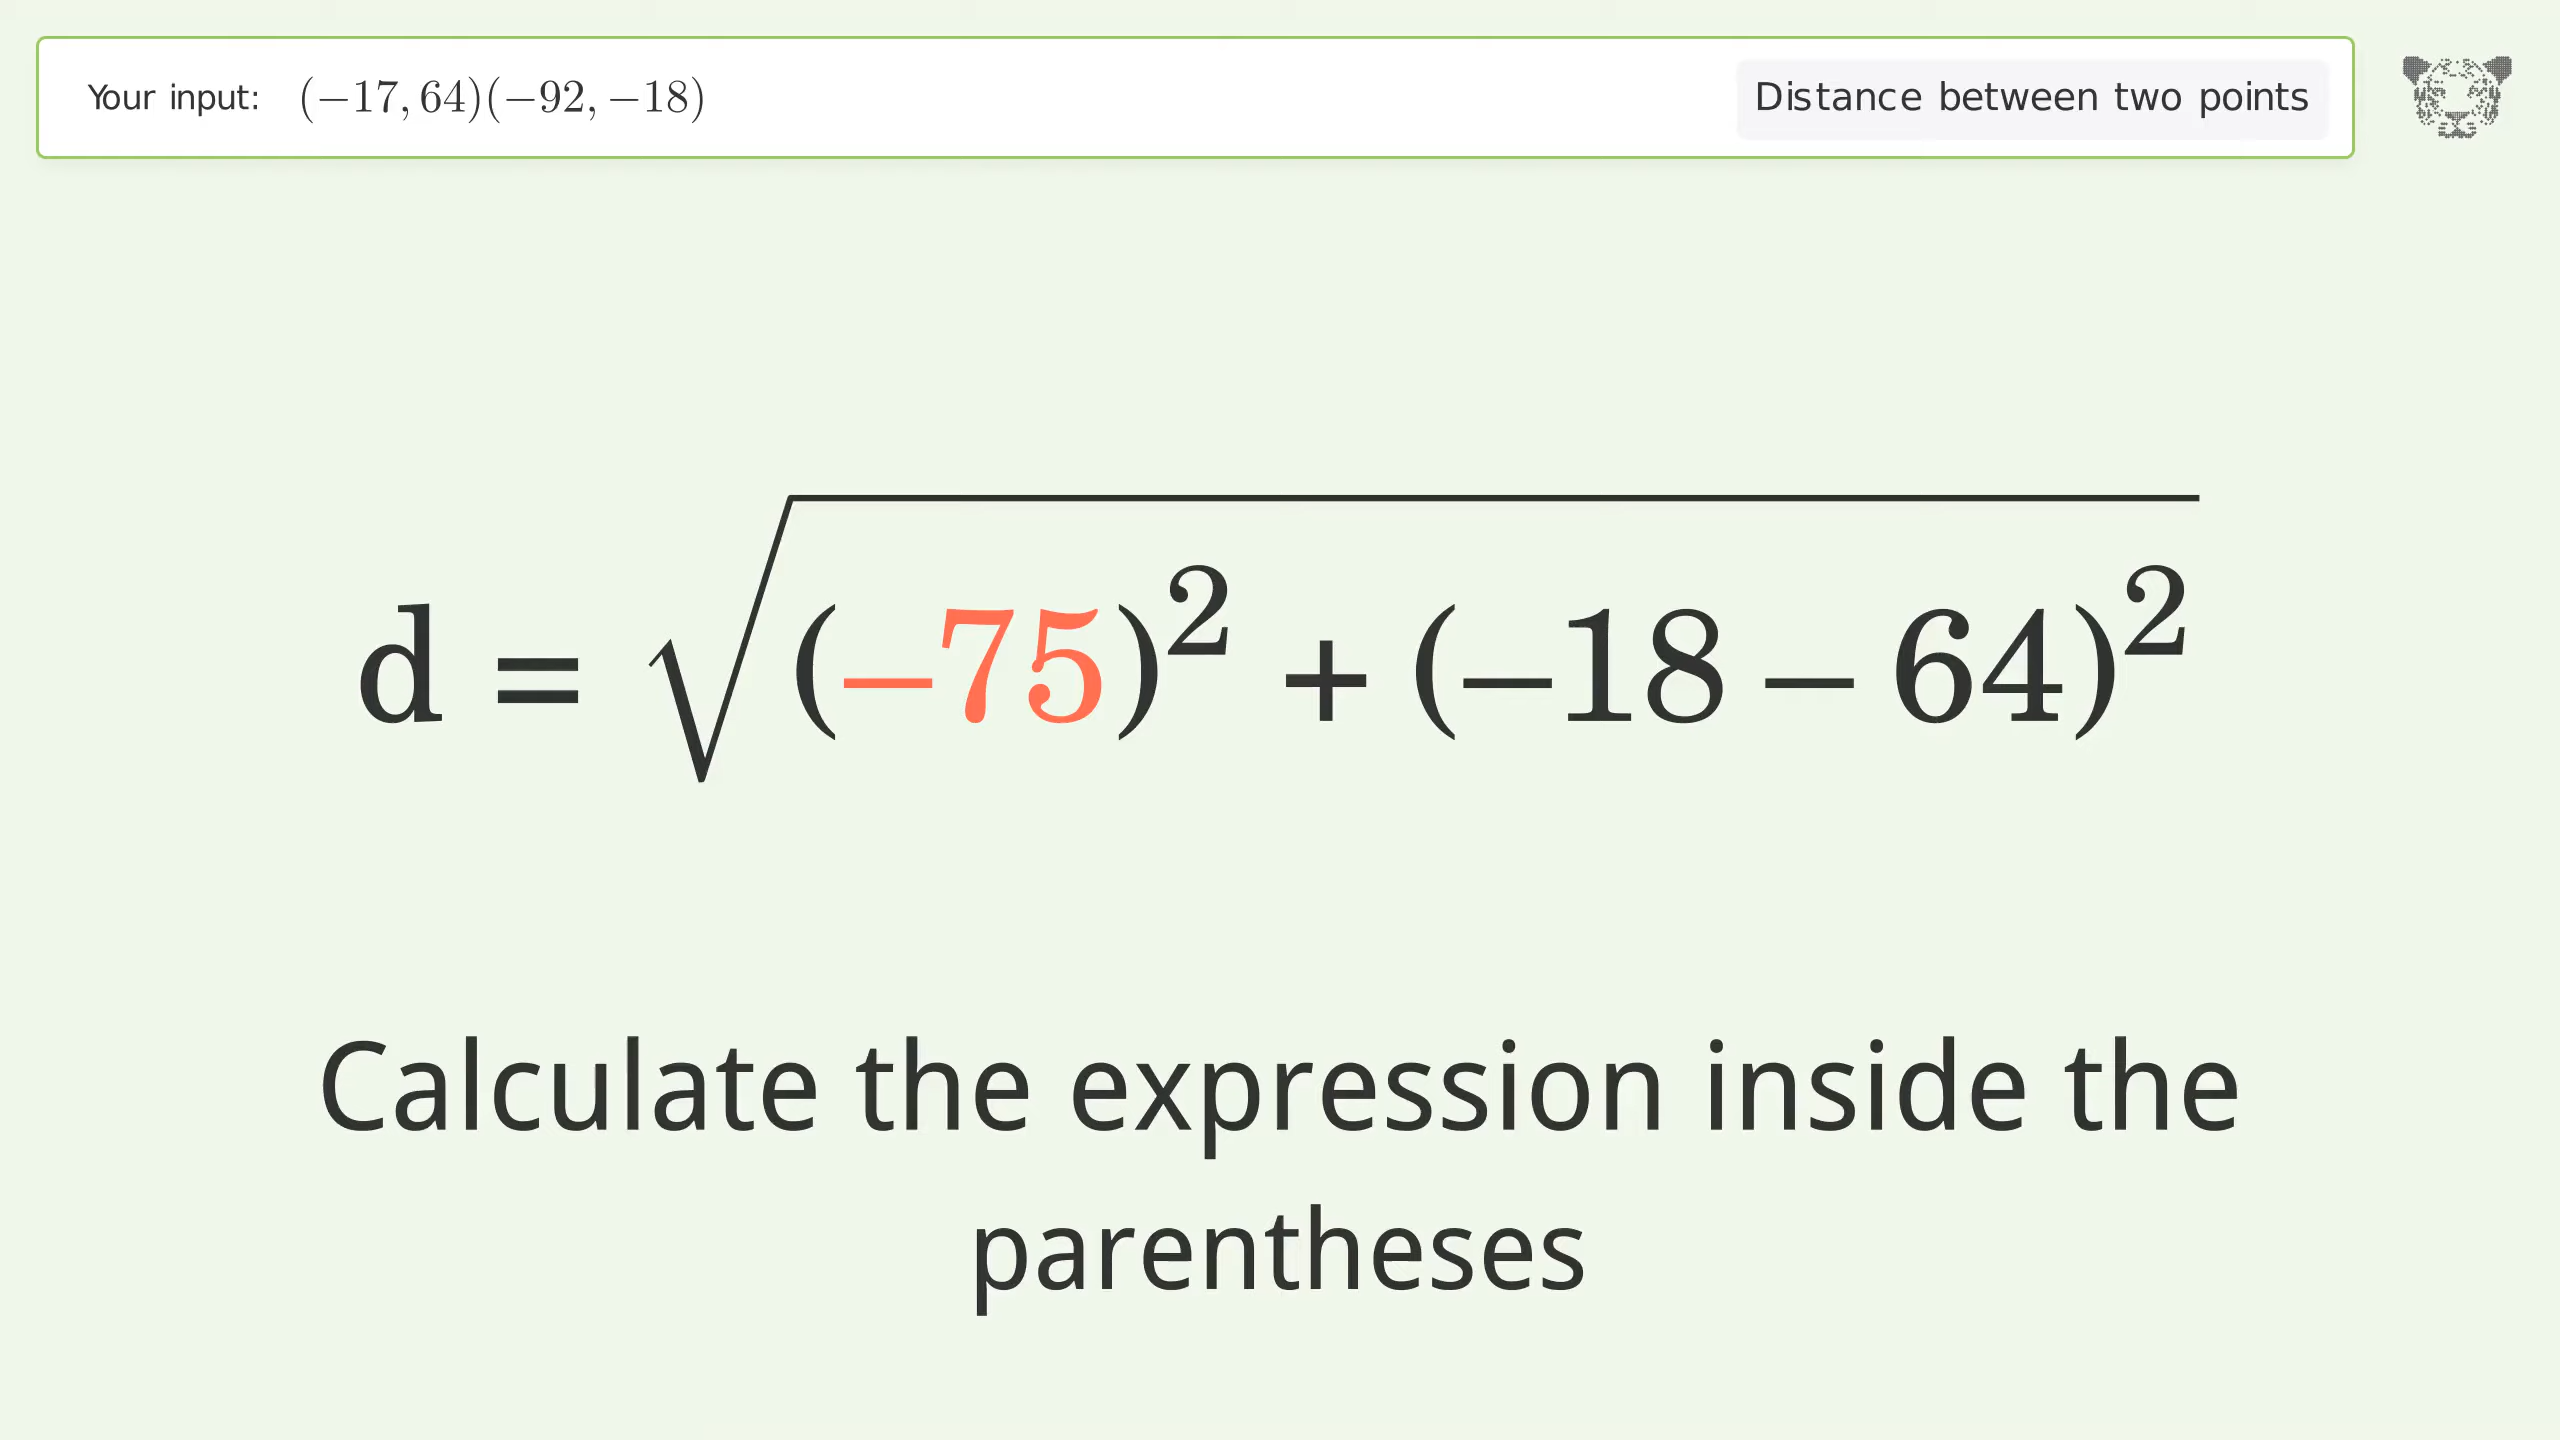 Your input: (−17, 64)(−92, −18)
Distance between two points
d = √(−75)² + (−18 − 64)²
Calculate the expression inside the
parentheses